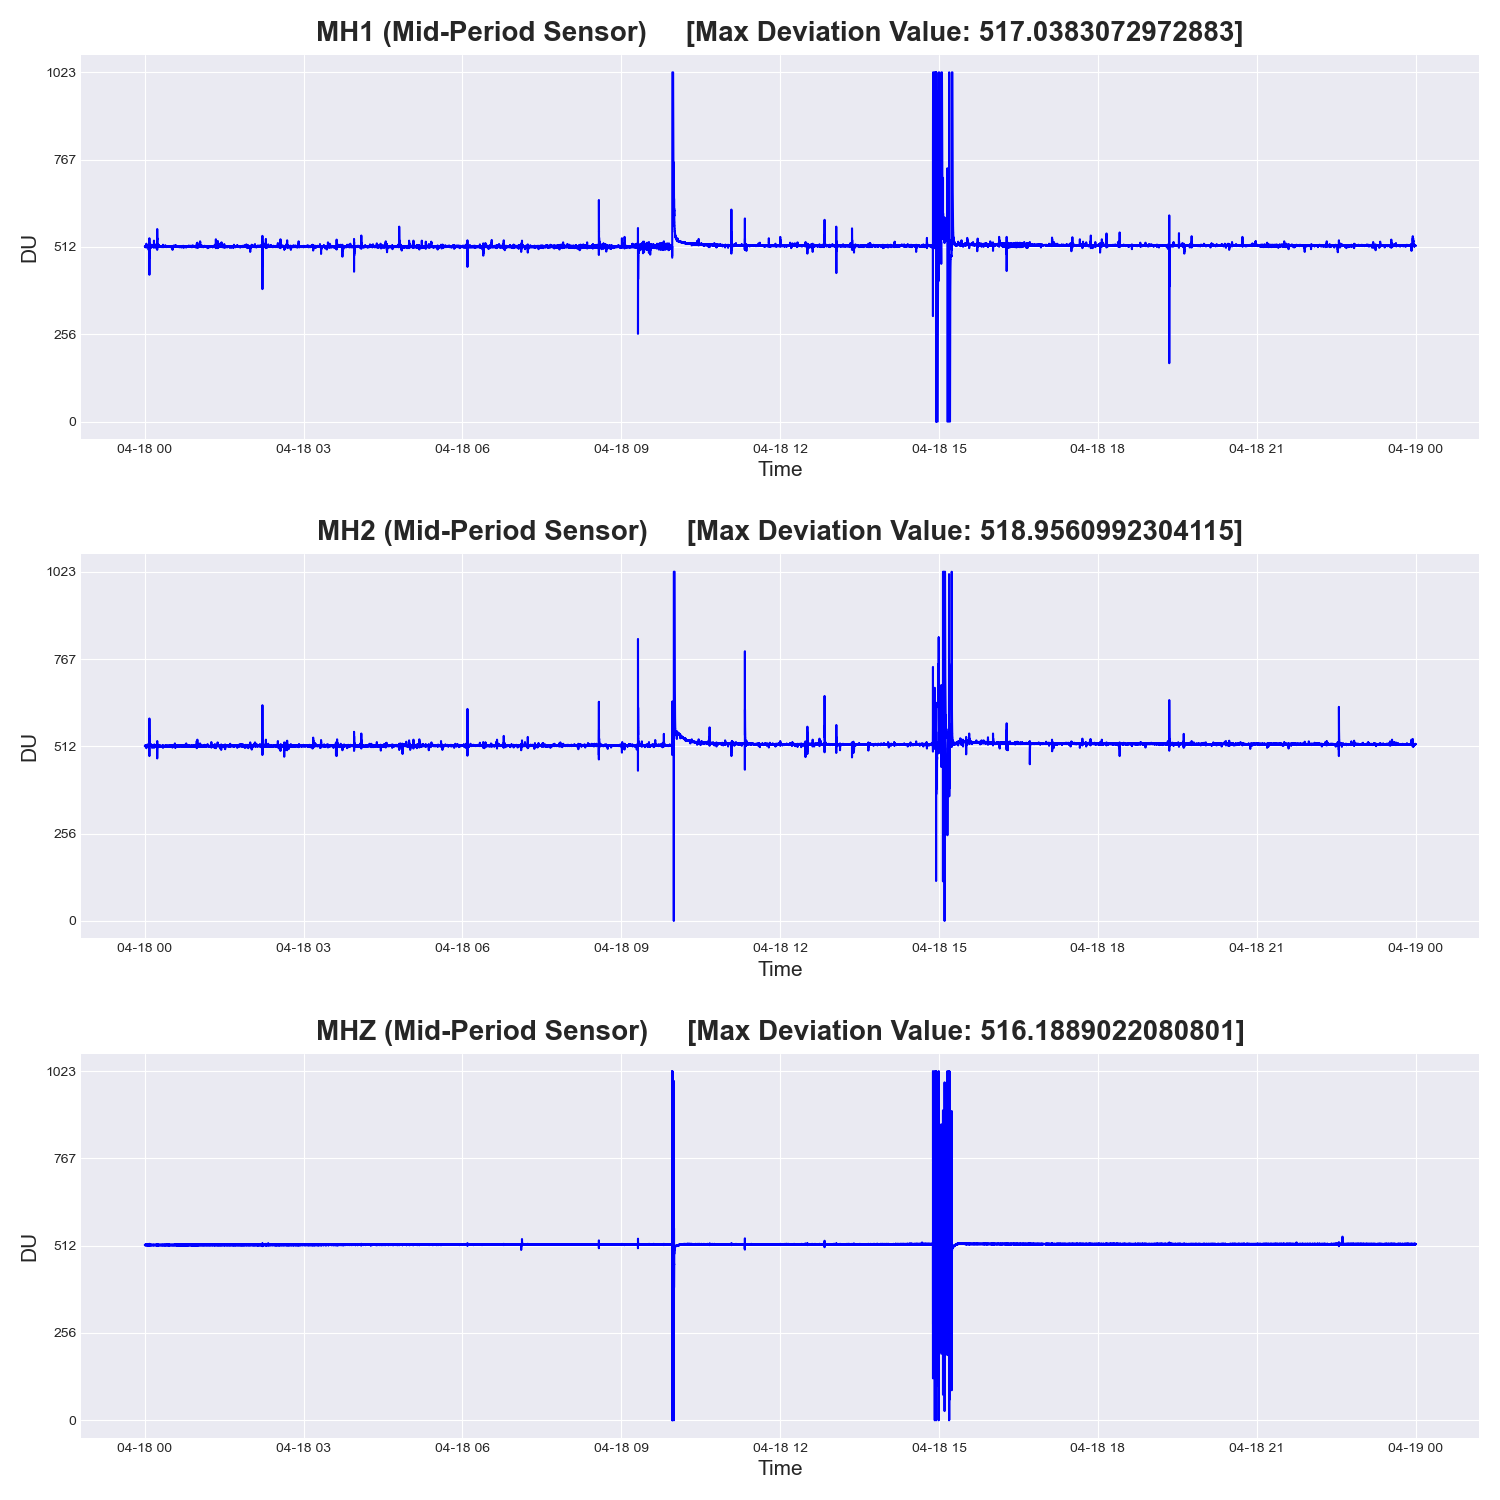 MH1 (Mid-Period Sensor) [Max Deviation Value: 517.0383072972883]
1023
767
512
256
0
DU
04-18 00 04-18 03 04-18 06 04-18 09 04-18 12 04-18 15 04-18 18 04-18 21 04-19 00
Time
MH2 (Mid-Period Sensor) [Max Deviation Value: 518.9560992304115]
1023
767
512
256
0
DU
04-18 00 04-18 03 04-18 06 04-18 09 04-18 12 04-18 15 04-18 18 04-18 21 04-19 00
Time
MHZ (Mid-Period Sensor) [Max Deviation Value: 516.1889022080801]
1023
767
512
256
0
DU
04-18 00 04-18 03 04-18 06 04-18 09 04-18 12 04-18 15 04-18 18 04-18 21 04-19 00
Time